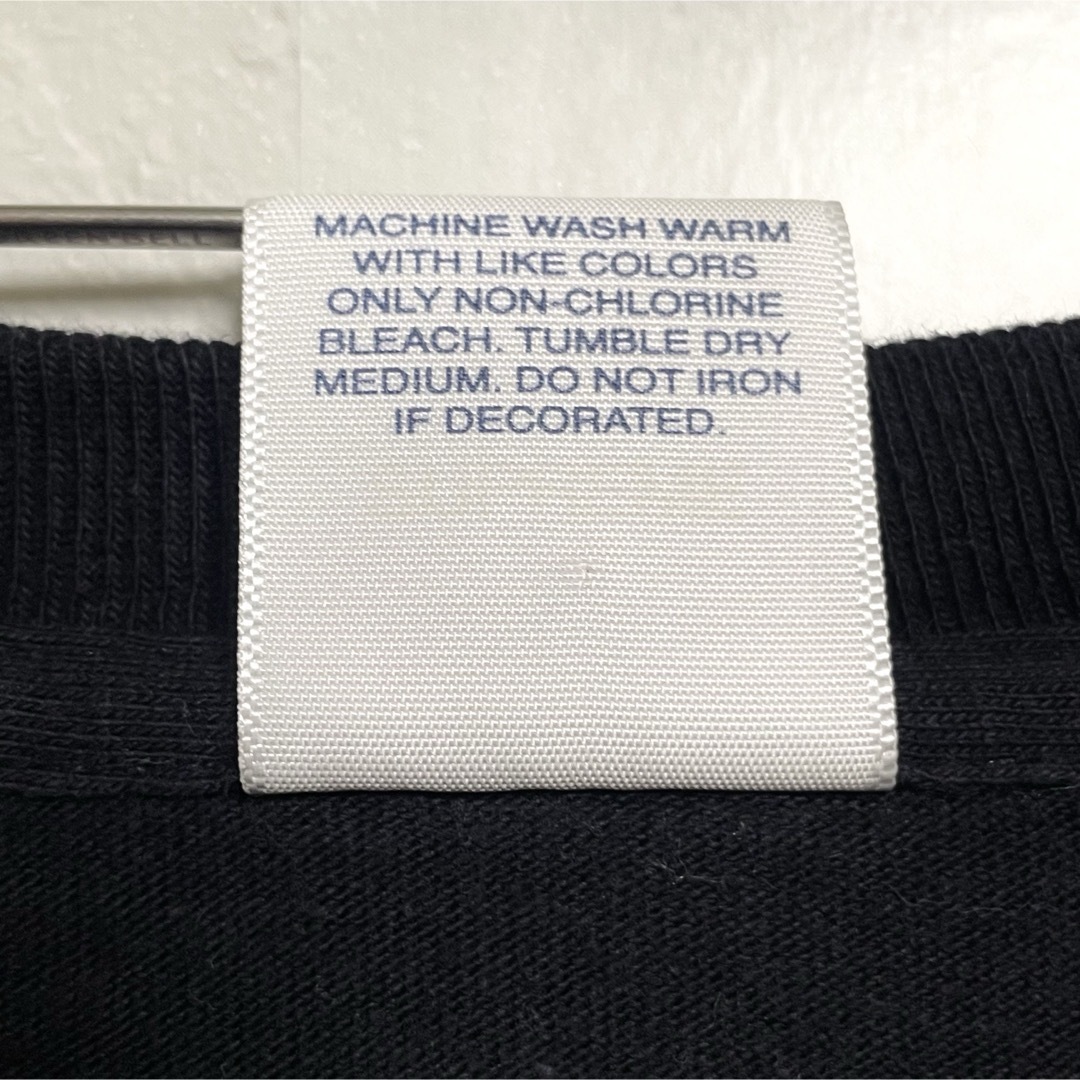 MACHINE WASH WARM
WITH LIKE COLORS
ONLY NON-CHLORINE
BLEACH. TUMBLE DRY
MEDIUM. DO NOT IRON
IF DECORATED.